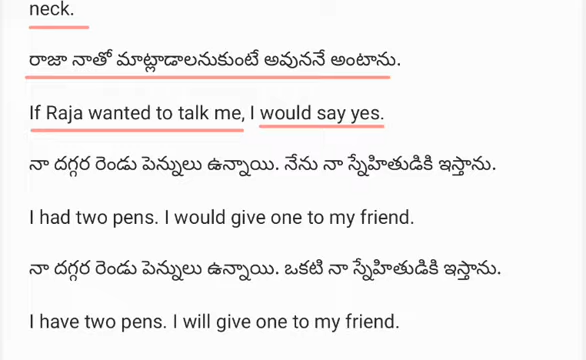 neck.
రాజా నాతో మాట్లాడాలనుకుంటే అవుననే అంటాను.
If Raja wanted to talk me, I would say yes.
నా దగ్గర రెండు పెన్నులు ఉన్నాయి. నేను నా స్నేహితుడికి ఇస్తాను.
I had two pens. I would give one to my friend.
నా దగ్గర రెండు పెన్నులు ఉన్నాయి. ఒకటి నా స్నేహితుడికి ఇస్తాను.
I have two pens. I will give one to my friend.